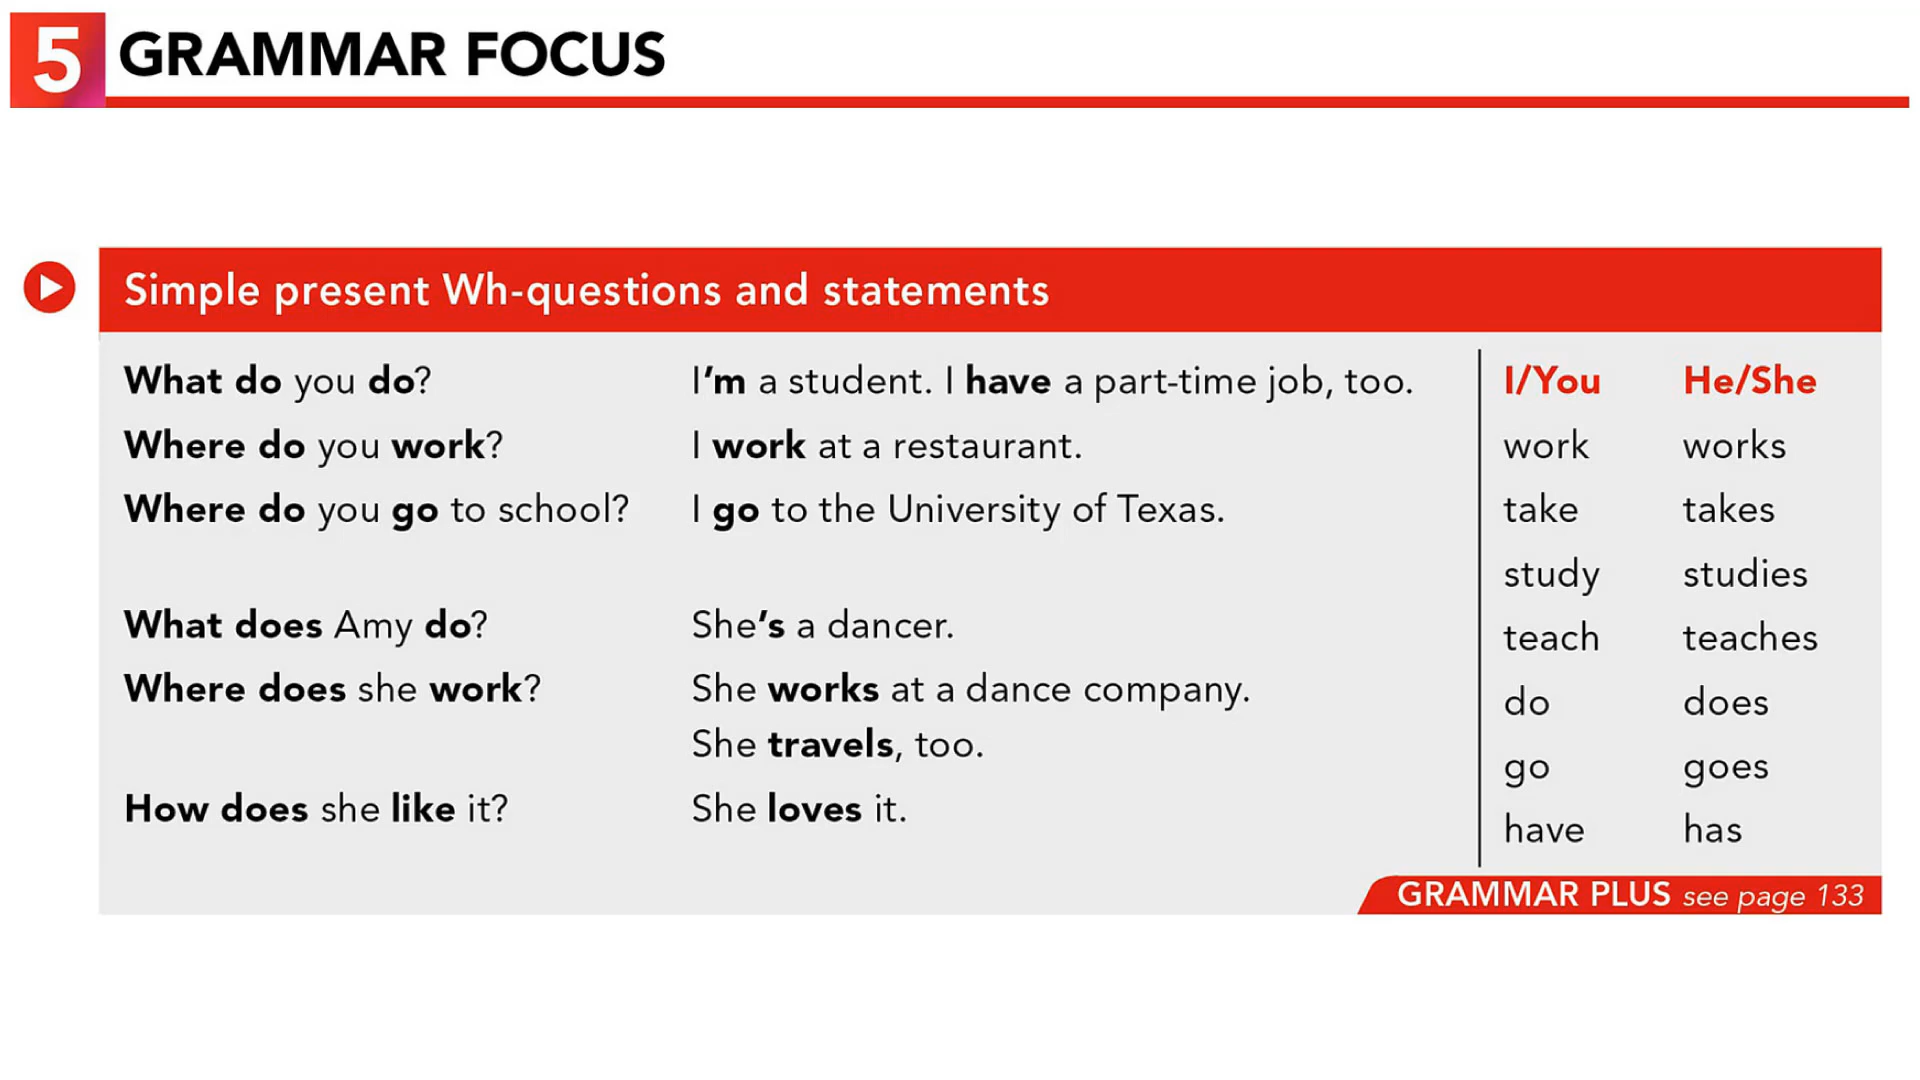 5 GRAMMAR FOCUS
Simple present Wh-questions and statements
What do you do? I'm a student. I have a part-time job, too.
Where do you work? I work at a restaurant.
Where do you go to school? I go to the University of Texas.
What does Amy do? She's a dancer.
Where does she work? She works at a dance company.
She travels, too.
How does she like it? She loves it.
I/You He/She
work works
take takes
study studies
teach teaches
do does
go goes
have has
GRAMMAR PLUS see page 133